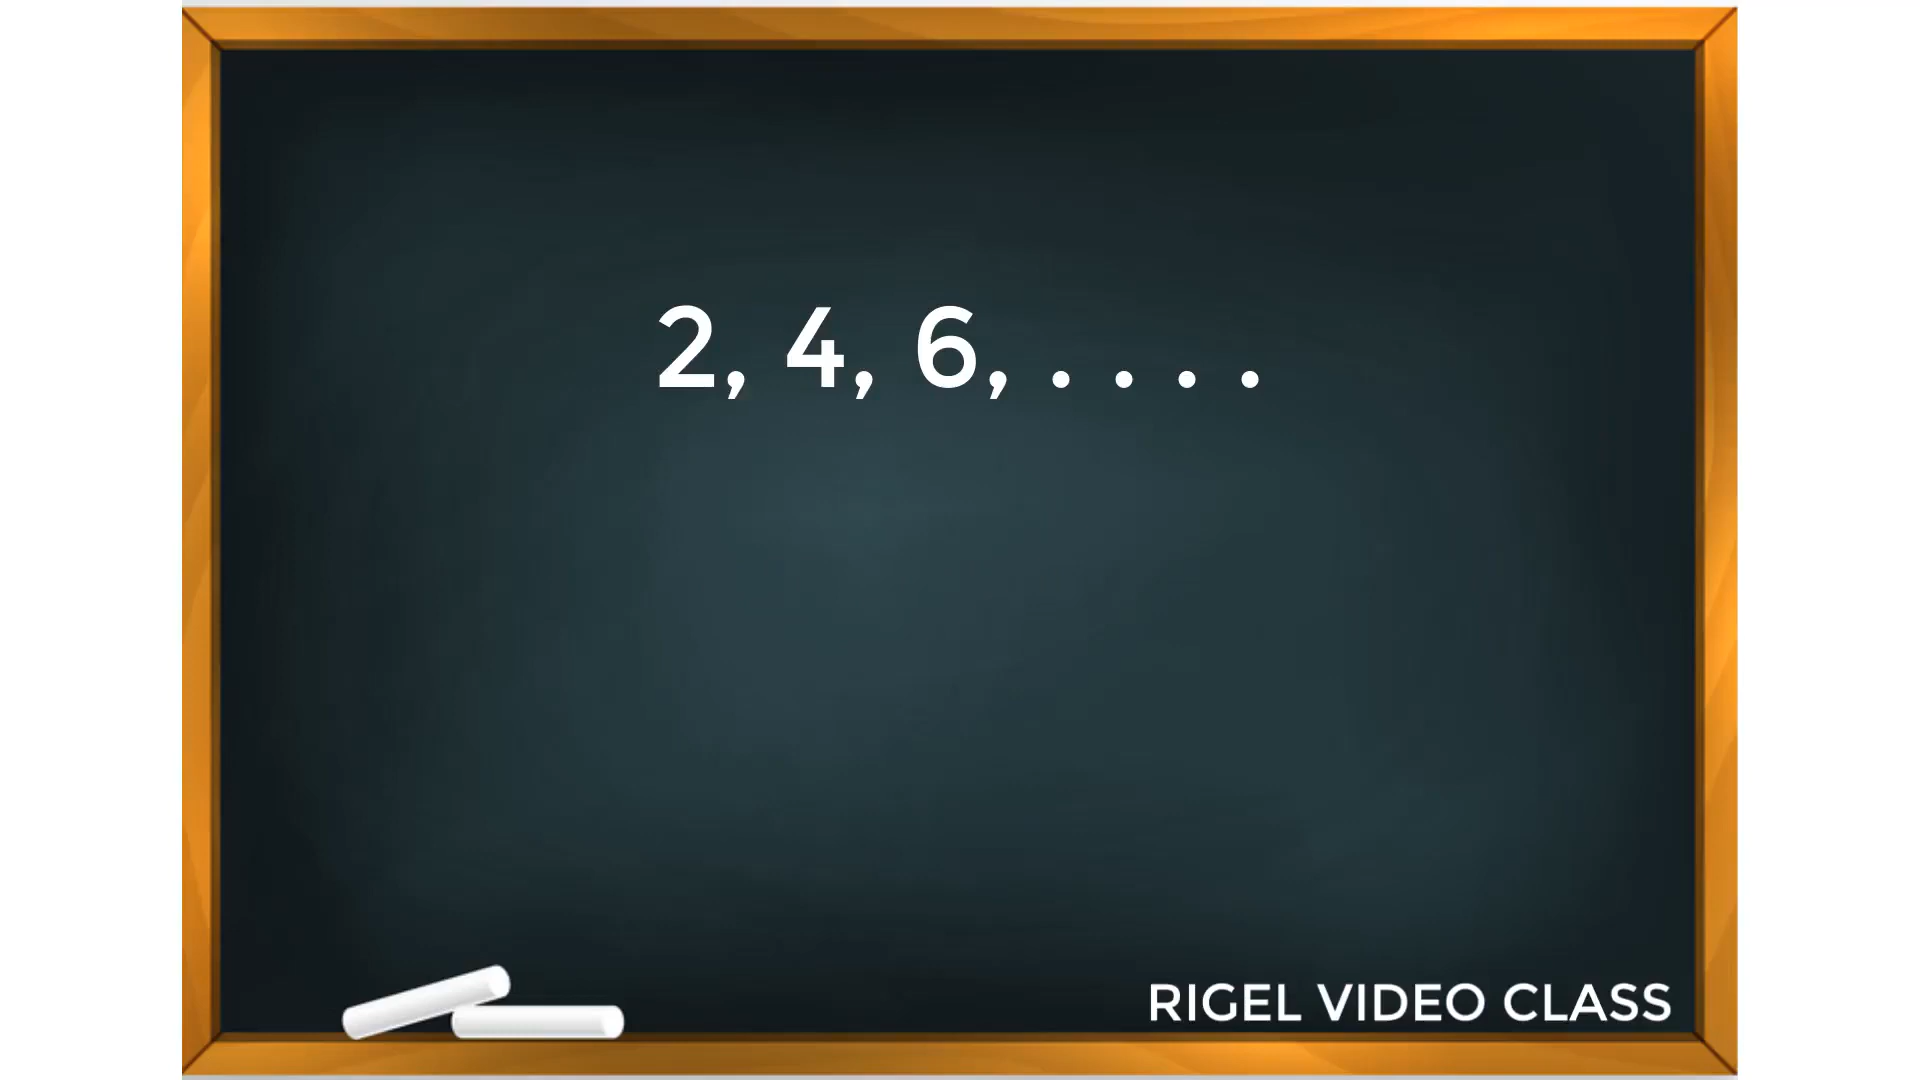 2, 4, 6, . . . .
RIGEL VIDEO CLASS